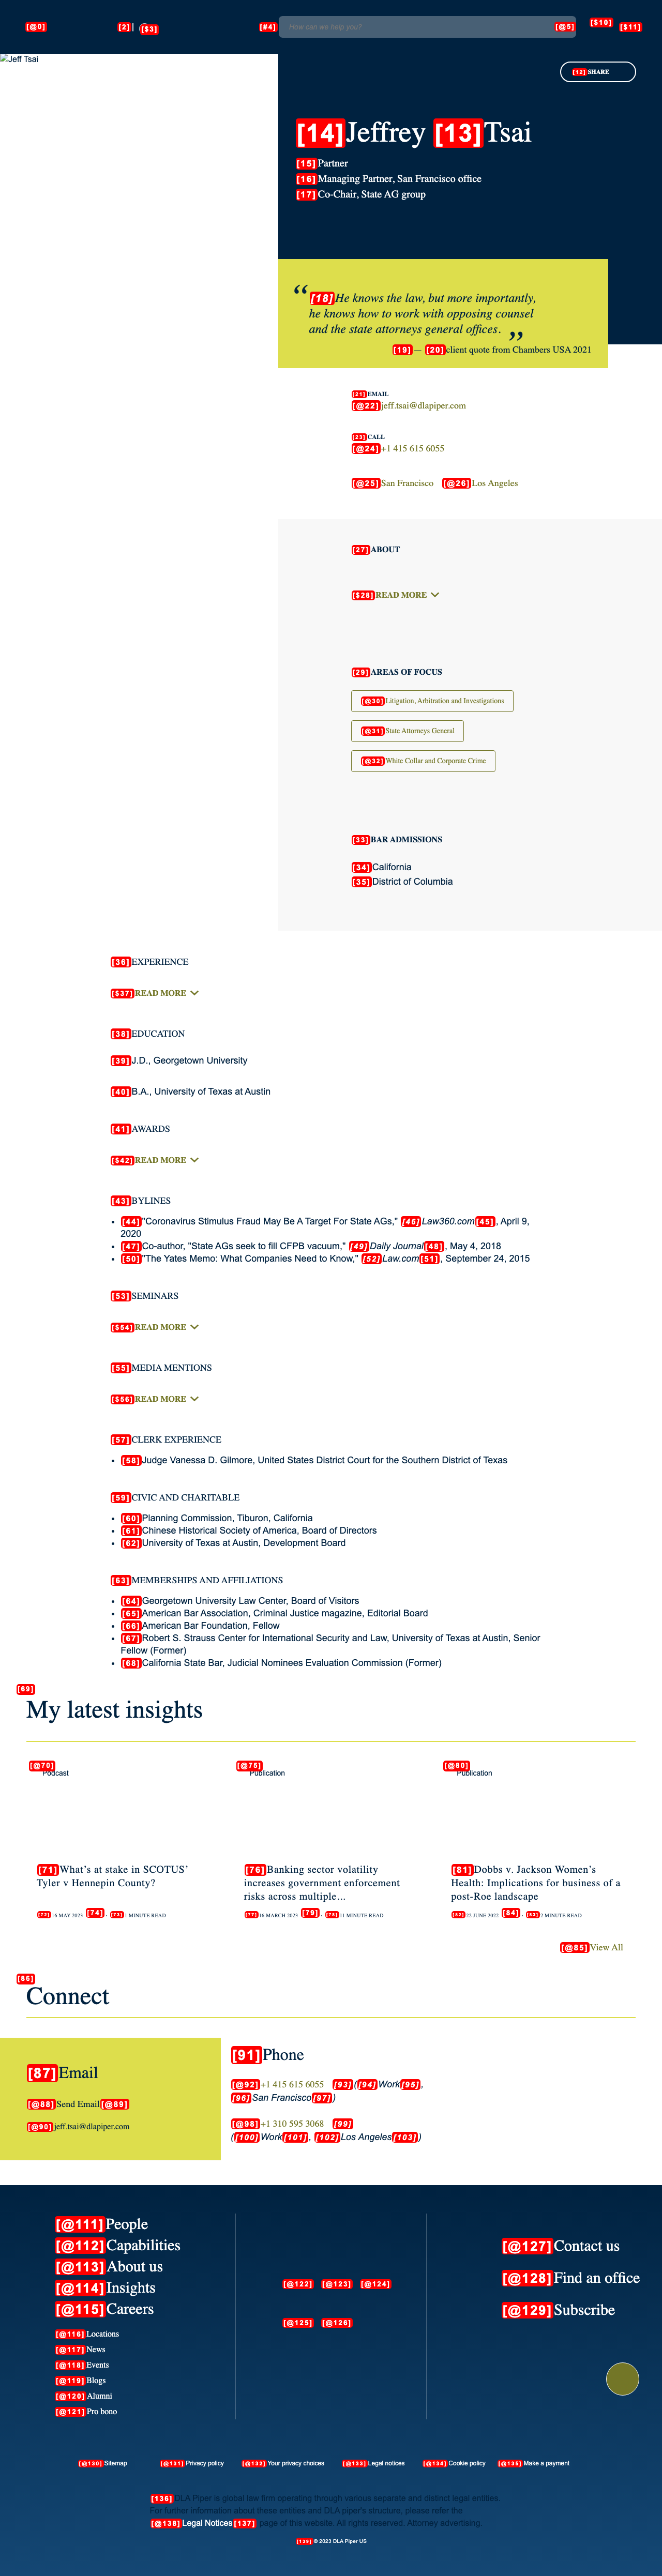 [@0] [2] | [$3] [#4] How can we help you? [@5] [$10] [$11]
Jeff Tsai
[12] SHARE
[14]Jeffrey [13]Tsai
[15]Partner
[16]Managing Partner, San Francisco office
[17]Co-Chair, State AG group
“[18]He knows the law, but more importantly,
he knows how to work with opposing counsel
and the state attorneys general offices. ”
[19]— [20]client quote from Chambers USA 2021
[21]EMAIL
[@22]jeff.tsai@dlapiper.com
[23]CALL
[@24]+1 415 615 6055
[@25]San Francisco [@26]Los Angeles
[27]ABOUT
[$28]READ MORE
[29]AREAS OF FOCUS
[@30]Litigation, Arbitration and Investigations
[@31]State Attorneys General
[@32]White Collar and Corporate Crime
[33]BAR ADMISSIONS
[34]California
[35]District of Columbia
[36]EXPERIENCE
[$37]READ MORE
[38]EDUCATION
[39]J.D., Georgetown University
[40]B.A., University of Texas at Austin
[41]AWARDS
[$42]READ MORE
[43]BYLINES
• [44]"Coronavirus Stimulus Fraud May Be A Target For State AGs," [46]Law360.com[45], April 9,
2020
• [47]Co-author, "State AGs seek to fill CFPB vacuum," [49]Daily Journal[48], May 4, 2018
• [50]"The Yates Memo: What Companies Need to Know," [52]Law.com[51], September 24, 2015
[53]SEMINARS
[$54]READ MORE
[55]MEDIA MENTIONS
[$56]READ MORE
[57]CLERK EXPERIENCE
• [58]Judge Vanessa D. Gilmore, United States District Court for the Southern District of Texas
[59]CIVIC AND CHARITABLE
• [60]Planning Commission, Tiburon, California
• [61]Chinese Historical Society of America, Board of Directors
• [62]University of Texas at Austin, Development Board
[63]MEMBERSHIPS AND AFFILIATIONS
• [64]Georgetown University Law Center, Board of Visitors
• [65]American Bar Association, Criminal Justice magazine, Editorial Board
• [66]American Bar Foundation, Fellow
• [67]Robert S. Strauss Center for International Security and Law, University of Texas at Austin, Senior
Fellow (Former)
• [68]California State Bar, Judicial Nominees Evaluation Commission (Former)
[69]
My latest insights
[@70]
Podcast
[71]What’s at stake in SCOTUS’
Tyler v Hennepin County?
[74], 1 MINUTE READ
[@75]
Publication
[76]Banking sector volatility
increases government enforcement
risks across multiple...
[77]16 MARCH 2023 [79], [78]11 MINUTE READ
[@80]
Publication
[81]Dobbs v. Jackson Women’s
Health: Implications for business of a
post-Roe landscape
[82]22 JUNE 2022 [84], [83]2 MINUTE READ
[@85]View All
[86]
Connect
[87]Email
[@88]Send Email[@89]
[@90]jeff.tsai@dlapiper.com
[91]Phone
[@92]+1 415 615 6055 [93]([94]Work[95],
[96]San Francisco[97])
[@98]+1 310 595 3068 [99]
([100]Work[101], [102]Los Angeles[103])
[@111]People
[@112]Capabilities
[@113]About us
[@114]Insights
[@115]Careers
[@116]Locations
[@117]News
[@118]Events
[@119]Blogs
[@120]Alumni
[@121]Pro bono
[@122] [@123] [@124]
[@125] [@126]
[@127]Contact us
[@128]Find an office
[@129]Subscribe
[@130]Sitemap [@131]Privacy policy [@132]Your privacy choices [@133]Legal notices [@134]Cookie policy [@135]Make a payment
[136]DLA Piper is global law firm operating through various separate and distinct legal entities.
For further information about these entities and DLA piper's structure, please refer the
[@138]Legal Notices[137] page of this website. All rights reserved. Attorney advertising.
[139]© 2023 DLA Piper US